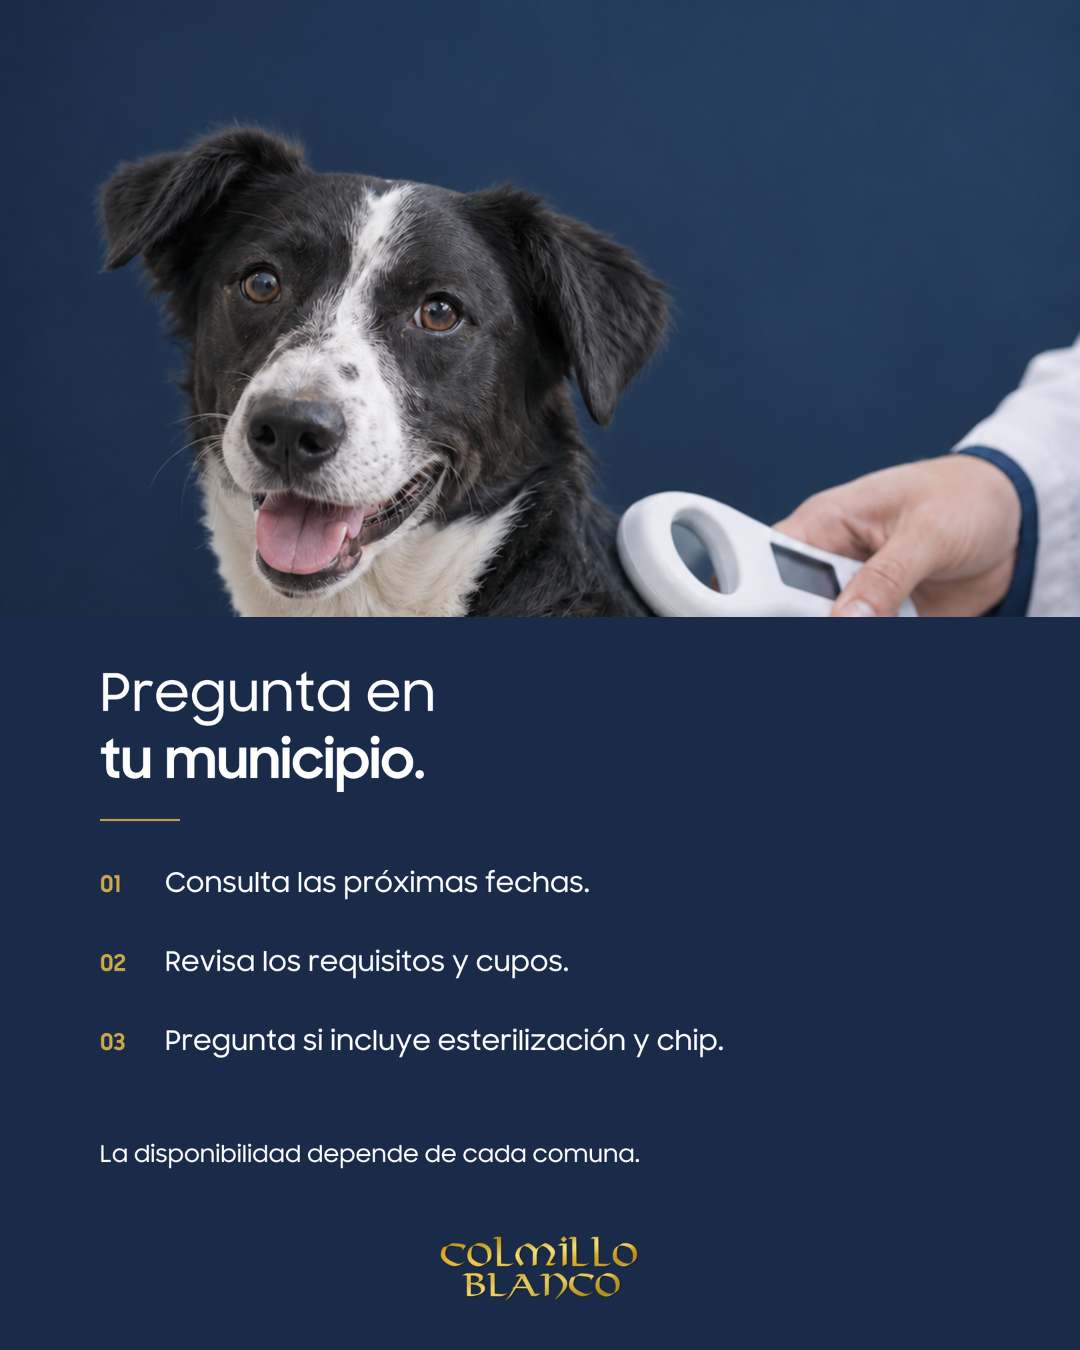 Pregunta en
tu municipio.
01 Consulta las próximas fechas.
02 Revisa los requisitos y cupos.
03 Pregunta si incluye esterilización y chip.
La disponibilidad depende de cada comuna.
COLMILLO
BLANCO